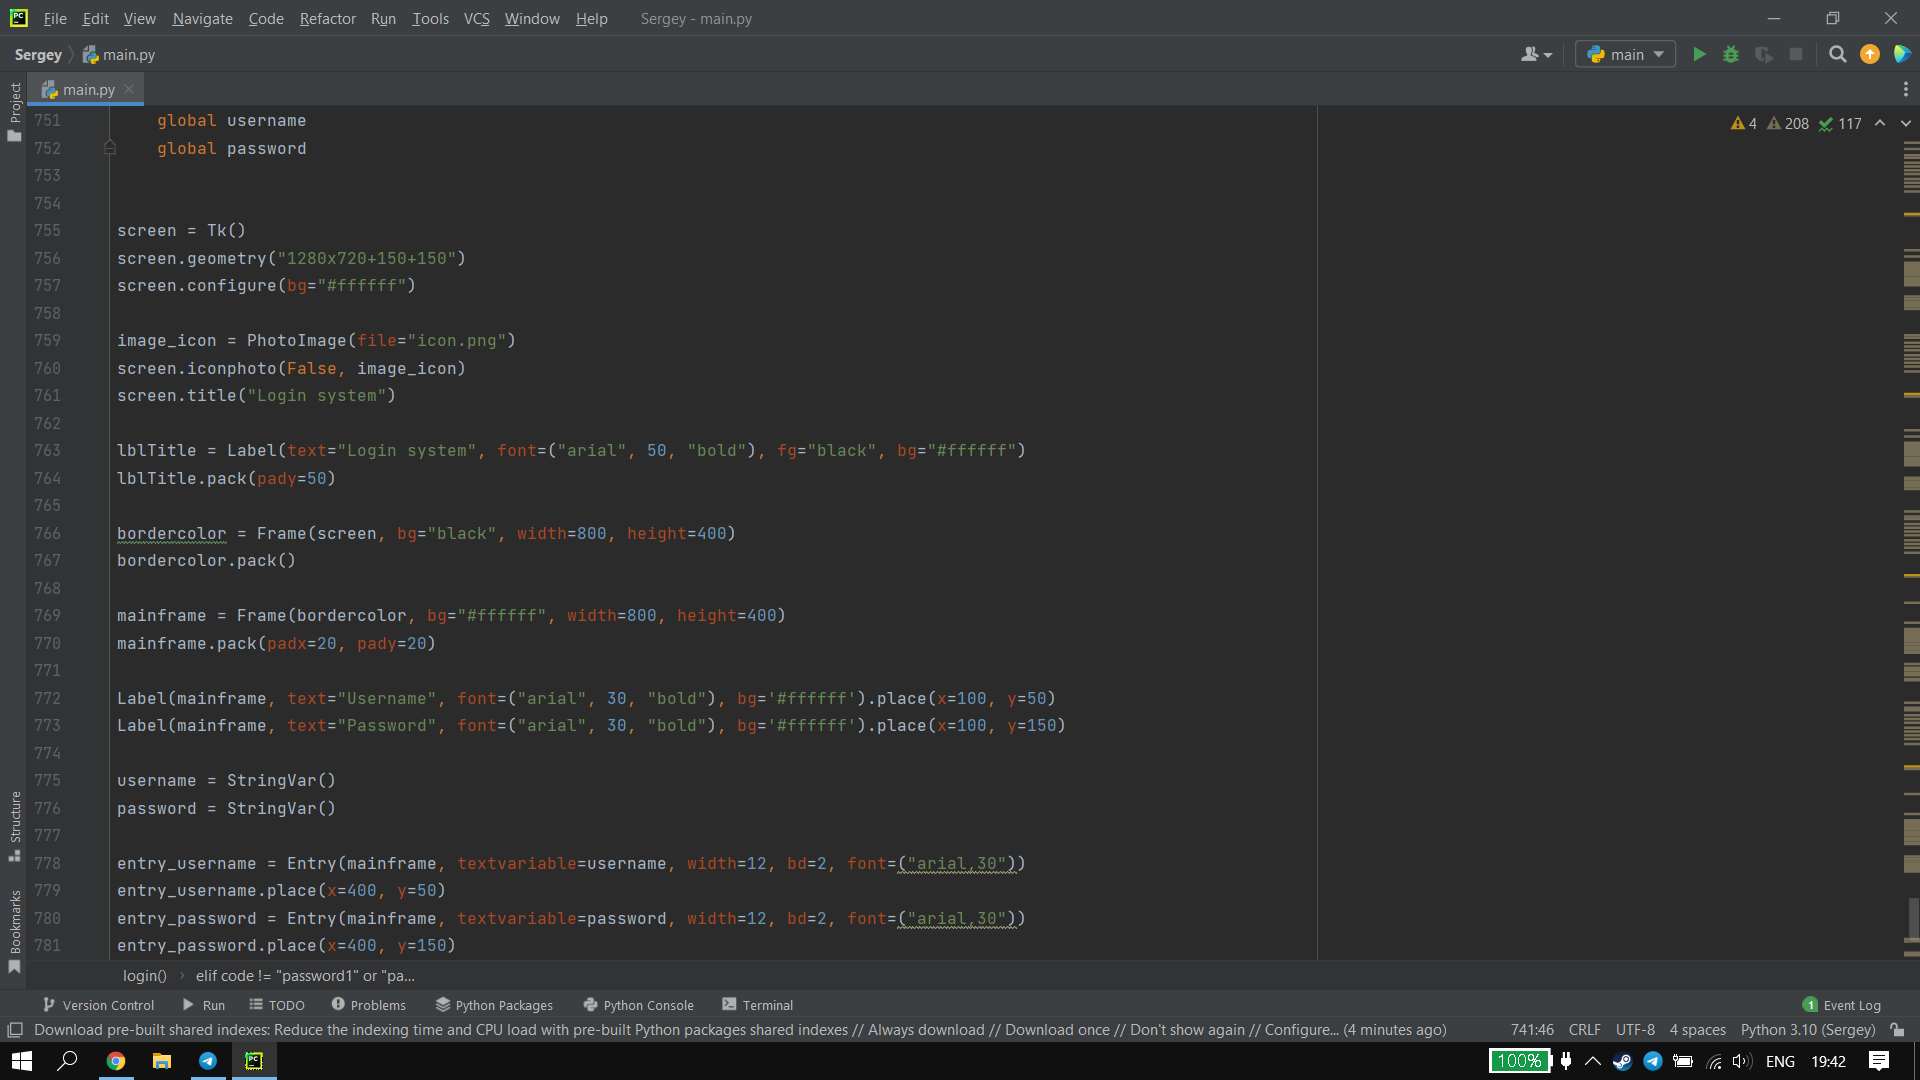 File Edit View Navigate Code Refactor Run Tools VCS Window Help Sergey - main.py
Sergey main.py main
Project
main.py
4 208 117
751 global username
752 global password
753
754
755 screen = Tk()
756 screen.geometry("1280x720+150+150")
757 screen.configure(bg="#ffffff")
758
759 image_icon = PhotoImage(file="icon.png")
760 screen.iconphoto(False, image_icon)
761 screen.title("Login system")
762
763 lblTitle = Label(text="Login system", font=("arial", 50, "bold"), fg="black", bg="#ffffff")
764 lblTitle.pack(pady=50)
765
766 bordercolor = Frame(screen, bg="black", width=800, height=400)
767 bordercolor.pack()
768
769 mainframe = Frame(bordercolor, bg="#ffffff", width=800, height=400)
770 mainframe.pack(padx=20, pady=20)
771
772 Label(mainframe, text="Username", font=("arial", 30, "bold"), bg='#ffffff').place(x=100, y=50)
773 Label(mainframe, text="Password", font=("arial", 30, "bold"), bg='#ffffff').place(x=100, y=150)
774
775 username = StringVar()
776 password = StringVar()
777
778 entry_username = Entry(mainframe, textvariable=username, width=12, bd=2, font=("arial,30"))
779 entry_username.place(x=400, y=50)
780 entry_password = Entry(mainframe, textvariable=password, width=12, bd=2, font=("arial,30"))
781 entry_password.place(x=400, y=150)
Structure
Bookmarks
login() › elif code != "password1" or "pa...
Version Control Run TODO Problems Python Packages Python Console Terminal 1 Event Log
Download pre-built shared indexes: Reduce the indexing time and CPU load with pre-built Python packages shared indexes // Always download // Download once // Don't show again // Configure... (4 minutes ago) 741:46 CRLF UTF-8 4 spaces Python 3.10 (Sergey)
100% ENG 19:42